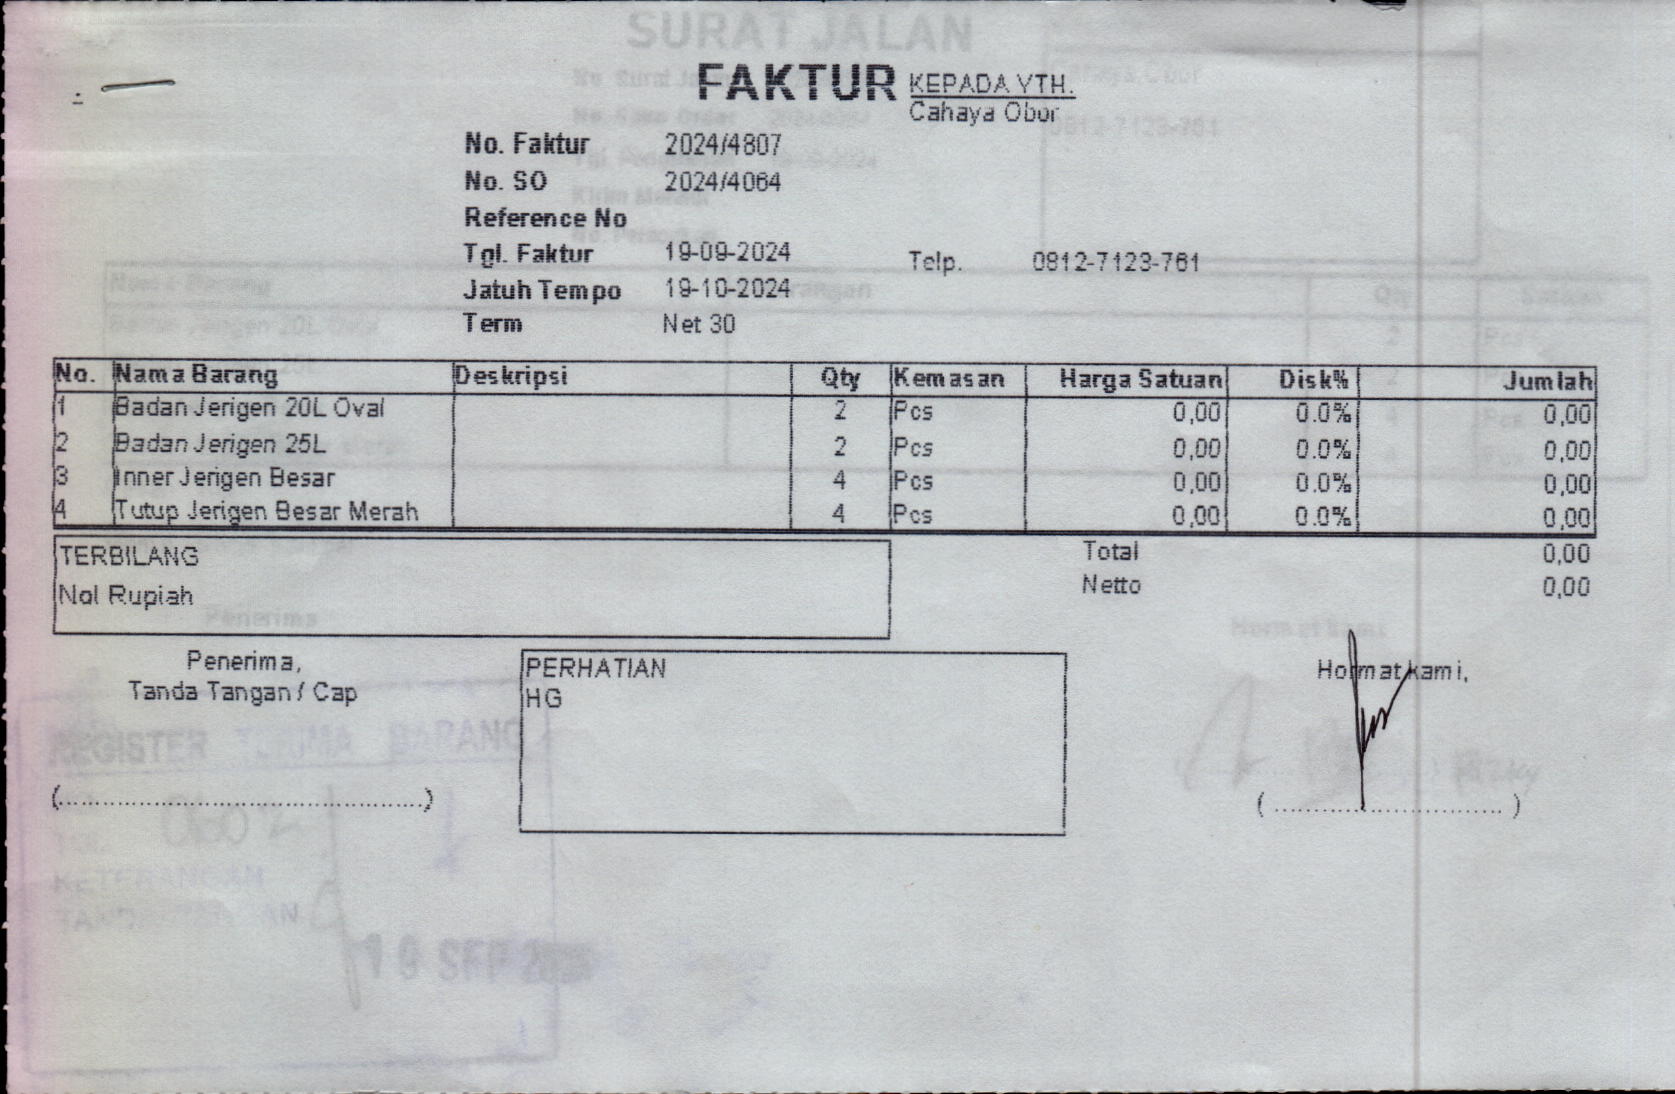 FAKTUR
KEPADA YTH.
Cahaya Obor
No. Faktur 2024/4807
No. SO 2024/4064
Reference No
Tgl. Faktur 19-09-2024
Telp. 0812-7123-761
Jatuh Tempo 19-10-2024
Term Net 30
No. Nama Barang Deskripsi Qty Kemasan Harga Satuan Disk% Jumlah
1 Badan Jerigen 20L Oval 2 Pcs 0,00 0.0% 0,00
2 Badan Jerigen 25L 2 Pcs 0,00 0.0% 0,00
3 Inner Jerigen Besar 4 Pcs 0,00 0.0% 0,00
4 Tutup Jerigen Besar Merah 4 Pcs 0,00 0.0% 0,00
TERBILANG
Nol Rupiah
Total 0,00
Netto 0,00
Penerima,
Tanda Tangan / Cap
PERHATIAN
HG
Hormat kami,
SURAT JALAN
REGISTER TERIMA BARANG
KETERANGAN
19 SEP